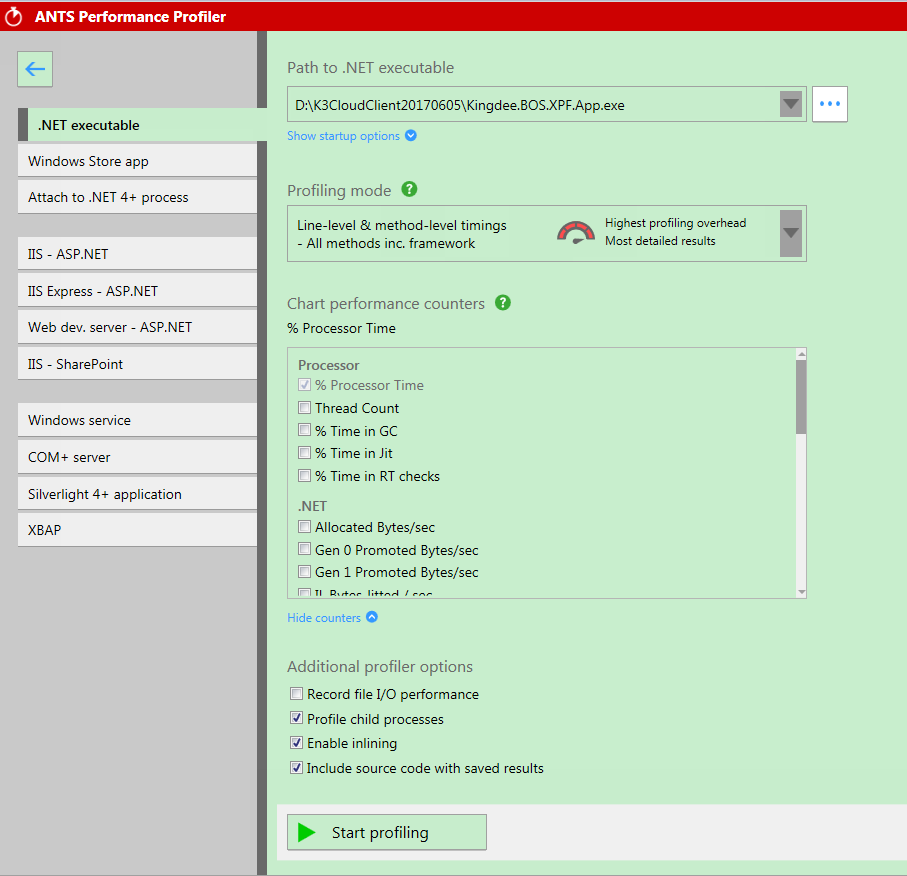 ANTS Performance Profiler
.NET executable
Windows Store app
Attach to .NET 4+ process
IIS - ASP.NET
IIS Express - ASP.NET
Web dev. server - ASP.NET
IIS - SharePoint
Windows service
COM+ server
Silverlight 4+ application
XBAP
Path to .NET executable
D:\K3CloudClient20170605\Kingdee.BOS.XPF.App.exe
Show startup options
Profiling mode
Line-level & method-level timings
- All methods inc. framework
Highest profiling overhead
Most detailed results
Chart performance counters
% Processor Time
Processor
% Processor Time
Thread Count
% Time in GC
% Time in Jit
% Time in RT checks
.NET
Allocated Bytes/sec
Gen 0 Promoted Bytes/sec
Gen 1 Promoted Bytes/sec
IL Bytes Jitted / sec
Hide counters
Additional profiler options
Record file I/O performance
Profile child processes
Enable inlining
Include source code with saved results
Start profiling